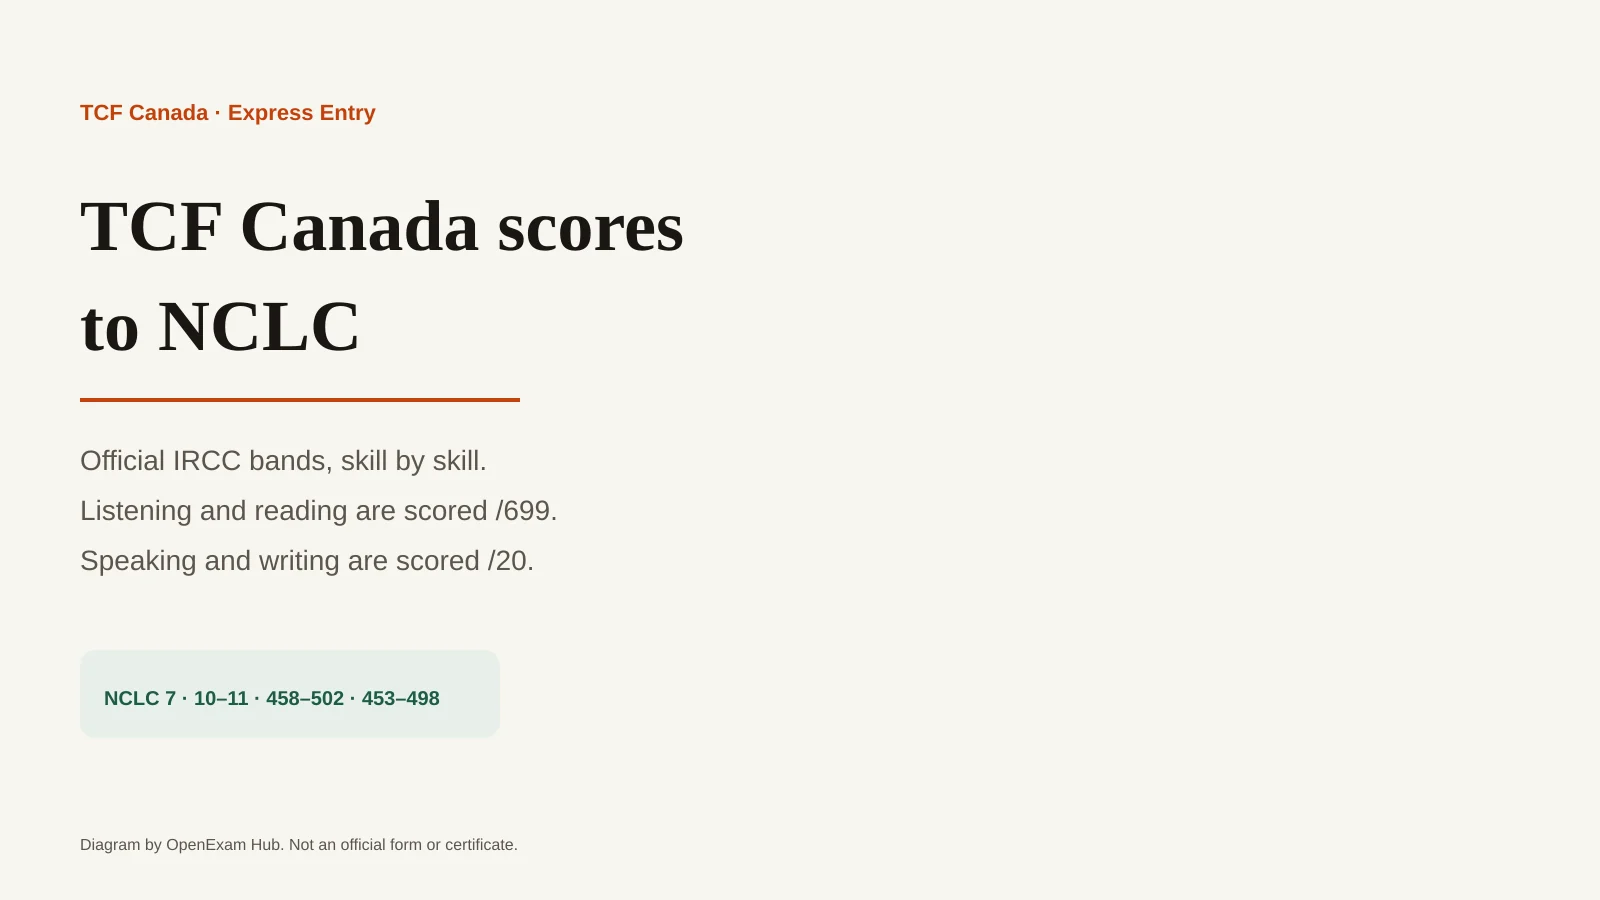 TCF Canada · Express Entry
TCF Canada scores
to NCLC
Official IRCC bands, skill by skill.
Listening and reading are scored /699.
Speaking and writing are scored /20.
NCLC 7 · 10–11 · 458–502 · 453–498
Diagram by OpenExam Hub. Not an official form or certificate.